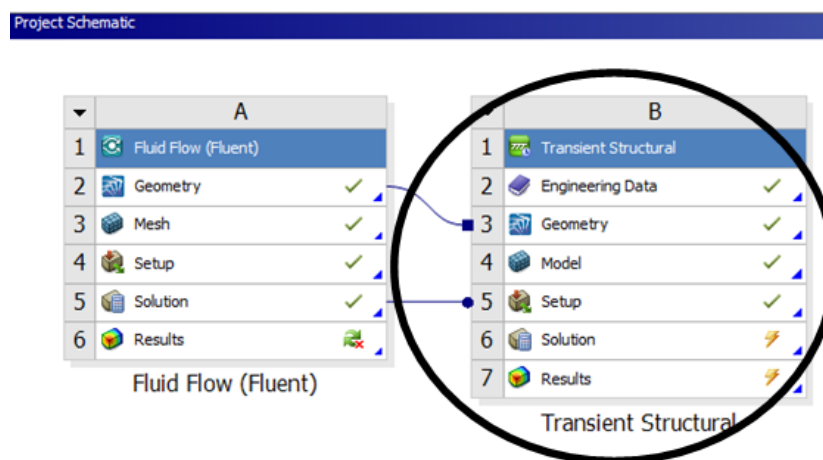 Project Schematic
A
1 Fluid Flow (Fluent)
2 Geometry
3 Mesh
4 Setup
5 Solution
6 Results
Fluid Flow (Fluent)
B
1 Transient Structural
2 Engineering Data
3 Geometry
4 Model
5 Setup
6 Solution
7 Results
Transient Structural